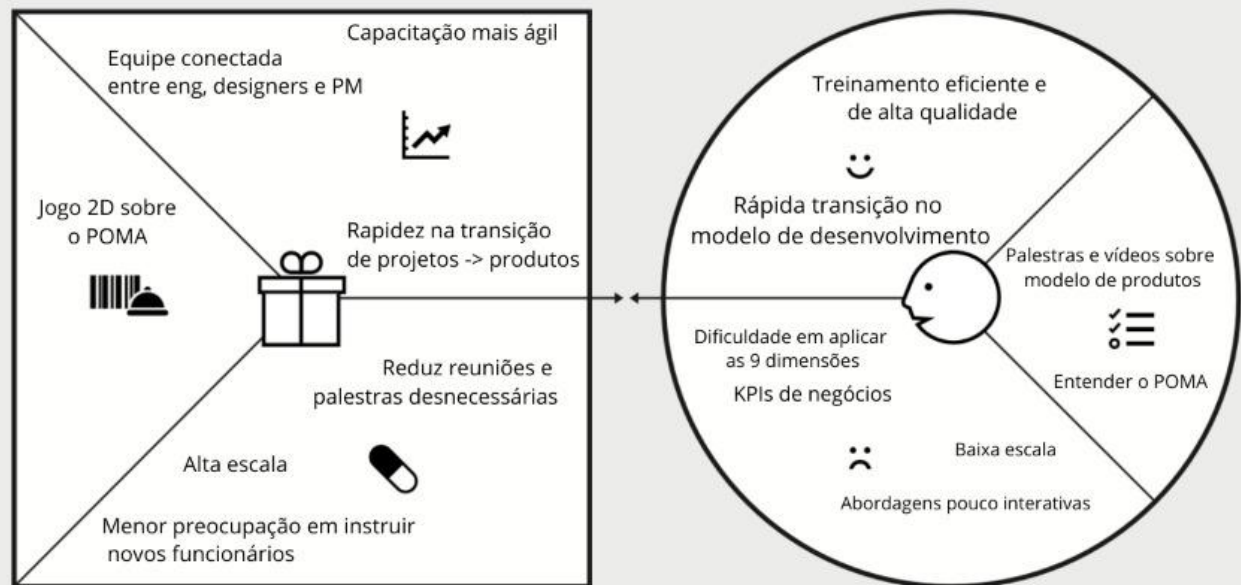 Capacitação mais ágil
Equipe conectada
entre eng, designers e PM
Jogo 2D sobre
o POMA
Rapidez na transição
de projetos -> produtos
Reduz reuniões e
palestras desnecessárias
Alta escala
Menor preocupação em instruir
novos funcionários
Treinamento eficiente e
de alta qualidade
Rápida transição no
modelo de desenvolvimento
Palestras e vídeos sobre
modelo de produtos
Entender o POMA
Dificuldade em aplicar
as 9 dimensões
KPIs de negócios
Baixa escala
Abordagens pouco interativas